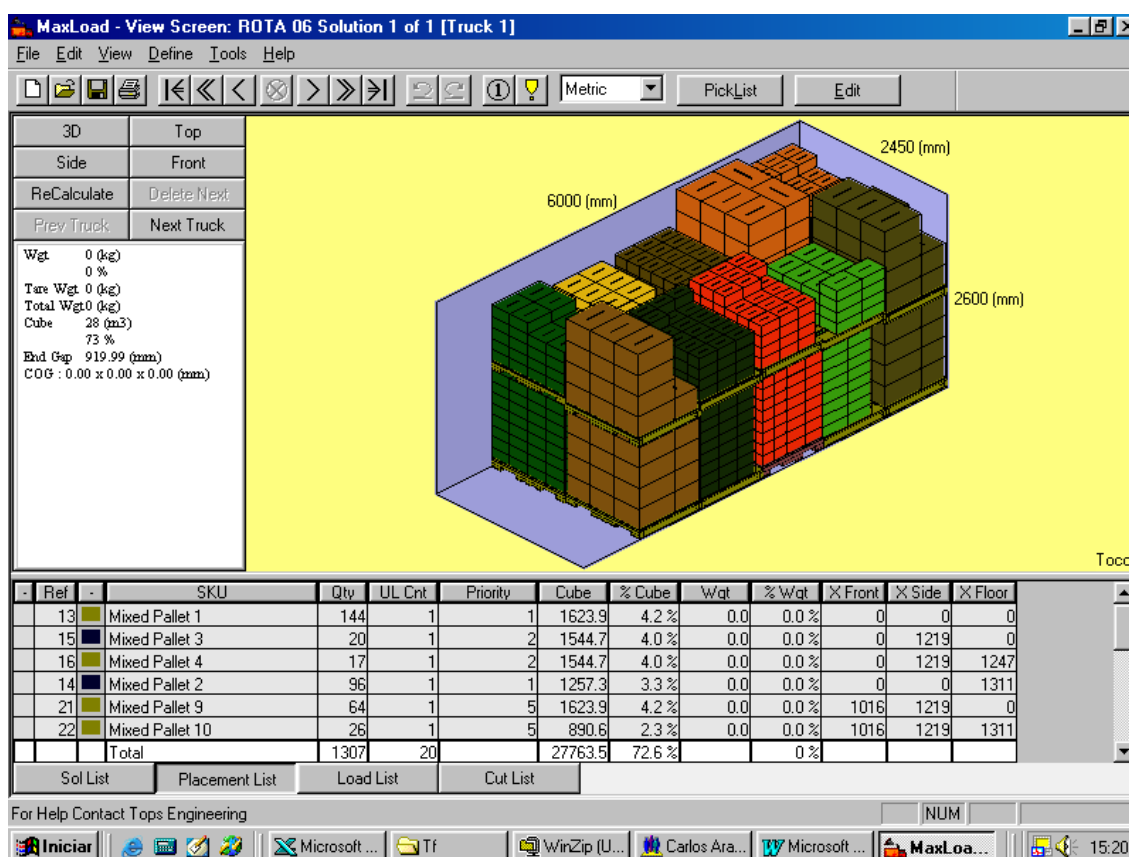 MaxLoad - View Screen: ROTA 06 Solution 1 of 1 [Truck 1]
File Edit View Define Tools Help
1 Metric PickList Edit
3D Top
Side Front
ReCalculate Delete Next
Prev Truck Next Truck
Wgt 0 (kg)
0 %
Tare Wgt 0 (kg)
Total Wgt0 (kg)
Cube 28 (m3)
73 %
End Gap 919.99 (mm)
COG : 0.00 x 0.00 x 0.00 (mm)
2450 (mm)
6000 (mm)
2600 (mm)
Tocc
- Ref - SKU Qty UL Cnt Priority Cube % Cube Wgt % Wgt X Front X Side X Floor
13 Mixed Pallet 1 144 1 1 1623.9 4.2 % 0.0 0.0 % 0 0 0
15 Mixed Pallet 3 20 1 2 1544.7 4.0 % 0.0 0.0 % 0 1219 0
16 Mixed Pallet 4 17 1 2 1544.7 4.0 % 0.0 0.0 % 0 1219 1247
14 Mixed Pallet 2 96 1 1 1257.3 3.3 % 0.0 0.0 % 0 0 1311
21 Mixed Pallet 9 64 1 5 1623.9 4.2 % 0.0 0.0 % 1016 1219 0
22 Mixed Pallet 10 26 1 5 890.6 2.3 % 0.0 0.0 % 1016 1219 1311
Total 1307 20 27763.5 72.6 % 0 %
Sol List Placement List Load List Cut List
For Help Contact Tops Engineering NUM
Iniciar Microsoft ... Tf WinZip (U... Carlos Ara... Microsoft ... MaxLoa... 15:20